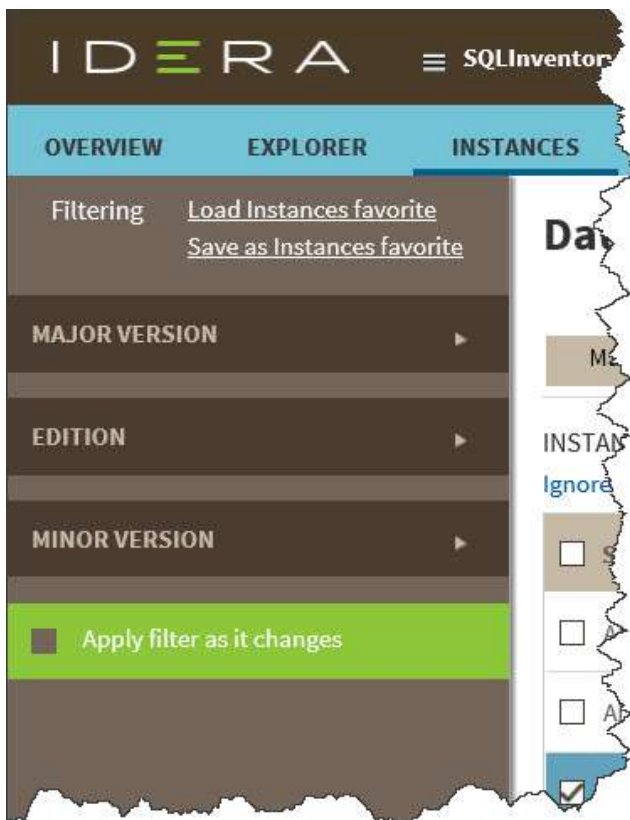 IDERA
OVERVIEW EXPLORER INSTANCES
Filtering Load Instances favorite
Save as Instances favorite
MAJOR VERSION
EDITION
MINOR VERSION
Ignore
Apply filter as it changes